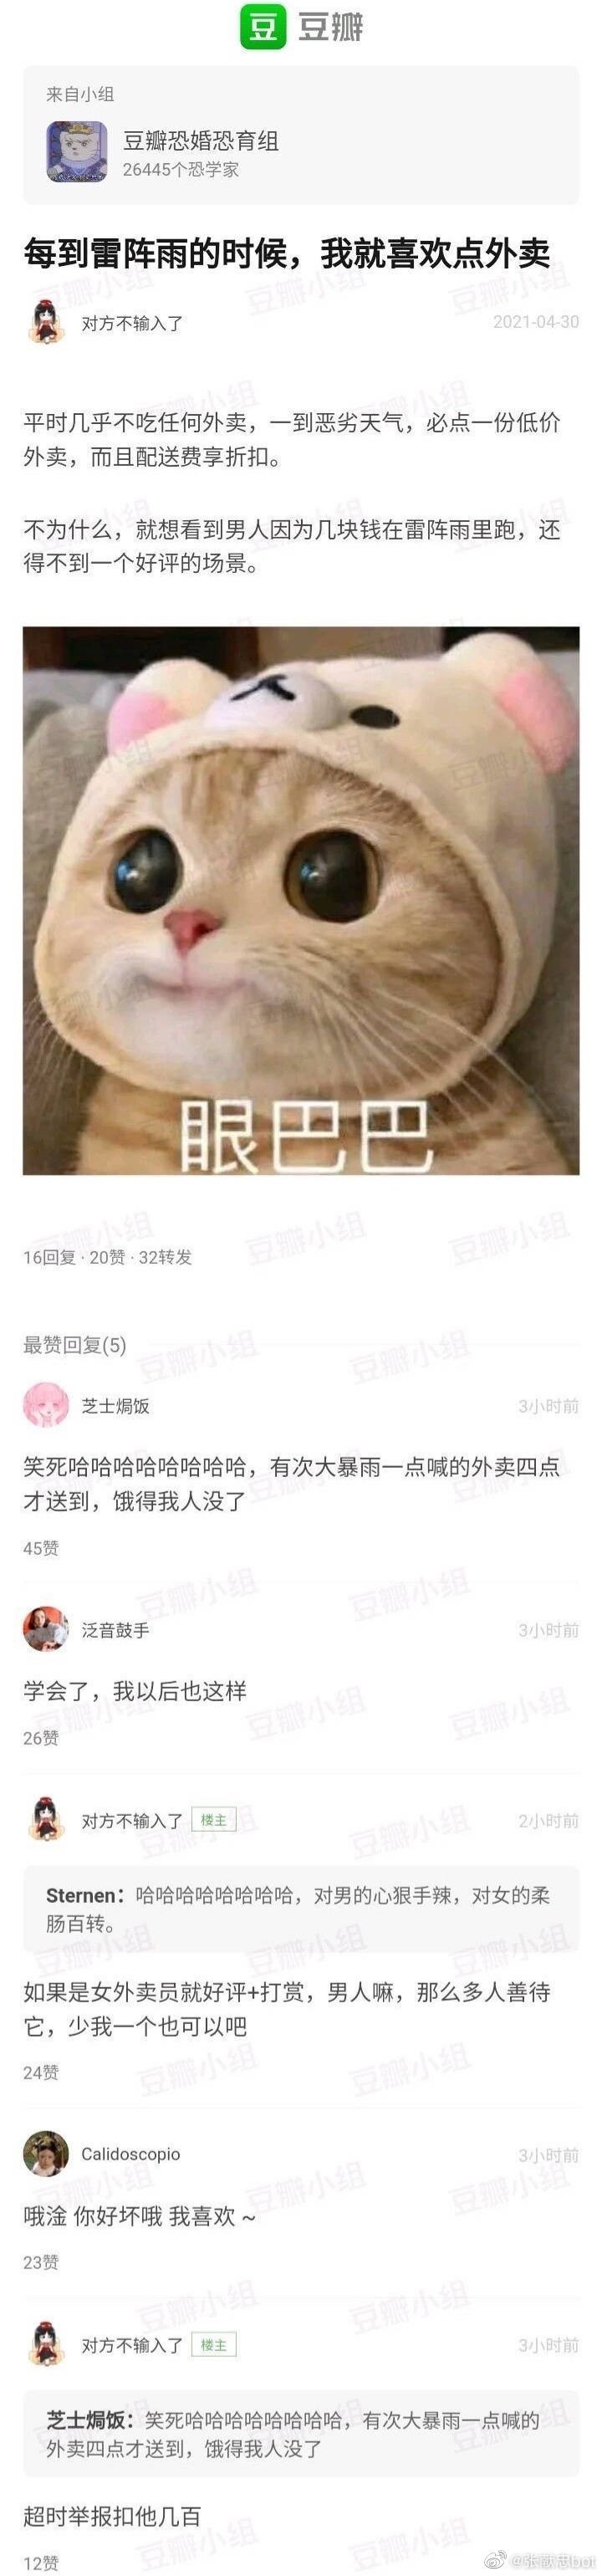 豆 豆瓣
来自小组
豆瓣恐婚恐育组
26445个恐学家
每到雷阵雨的时候，我就喜欢点外卖
对方不输入了 2021-04-30
平时几乎不吃任何外卖，一到恶劣天气，必点一份低价
外卖，而且配送费享折扣。
不为什么，就想看到男人因为几块钱在雷阵雨里跑，还
得不到一个好评的场景。
眼巴巴
16回复 · 20赞 · 32转发
最赞回复(5)
芝士焗饭 3小时前
笑死哈哈哈哈哈哈哈哈，有次大暴雨一点喊的外卖四点
才送到，饿得我人没了
45赞
泛音鼓手 3小时前
学会了，我以后也这样
26赞
对方不输入了 楼主 2小时前
Sternen：哈哈哈哈哈哈哈哈，对男的心狠手辣，对女的柔
肠百转。
如果是女外卖员就好评+打赏，男人嘛，那么多人善待
它，少我一个也可以吧
24赞
Calidoscopio 3小时前
哦淦 你好坏哦 我喜欢 ~
23赞
对方不输入了 楼主 3小时前
芝士焗饭：笑死哈哈哈哈哈哈哈哈，有次大暴雨一点喊的
外卖四点才送到，饿得我人没了
超时举报扣他几百
12赞
豆瓣小组